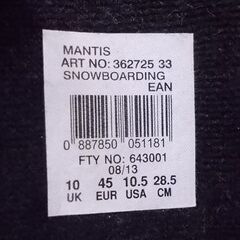 MANTIS
ART NO: 362725 33
SNOWBOARDING
EAN
0 887850 051181
FTY NO: 643001
08/13
10 45 10.5 28.5
UK EUR USA CM